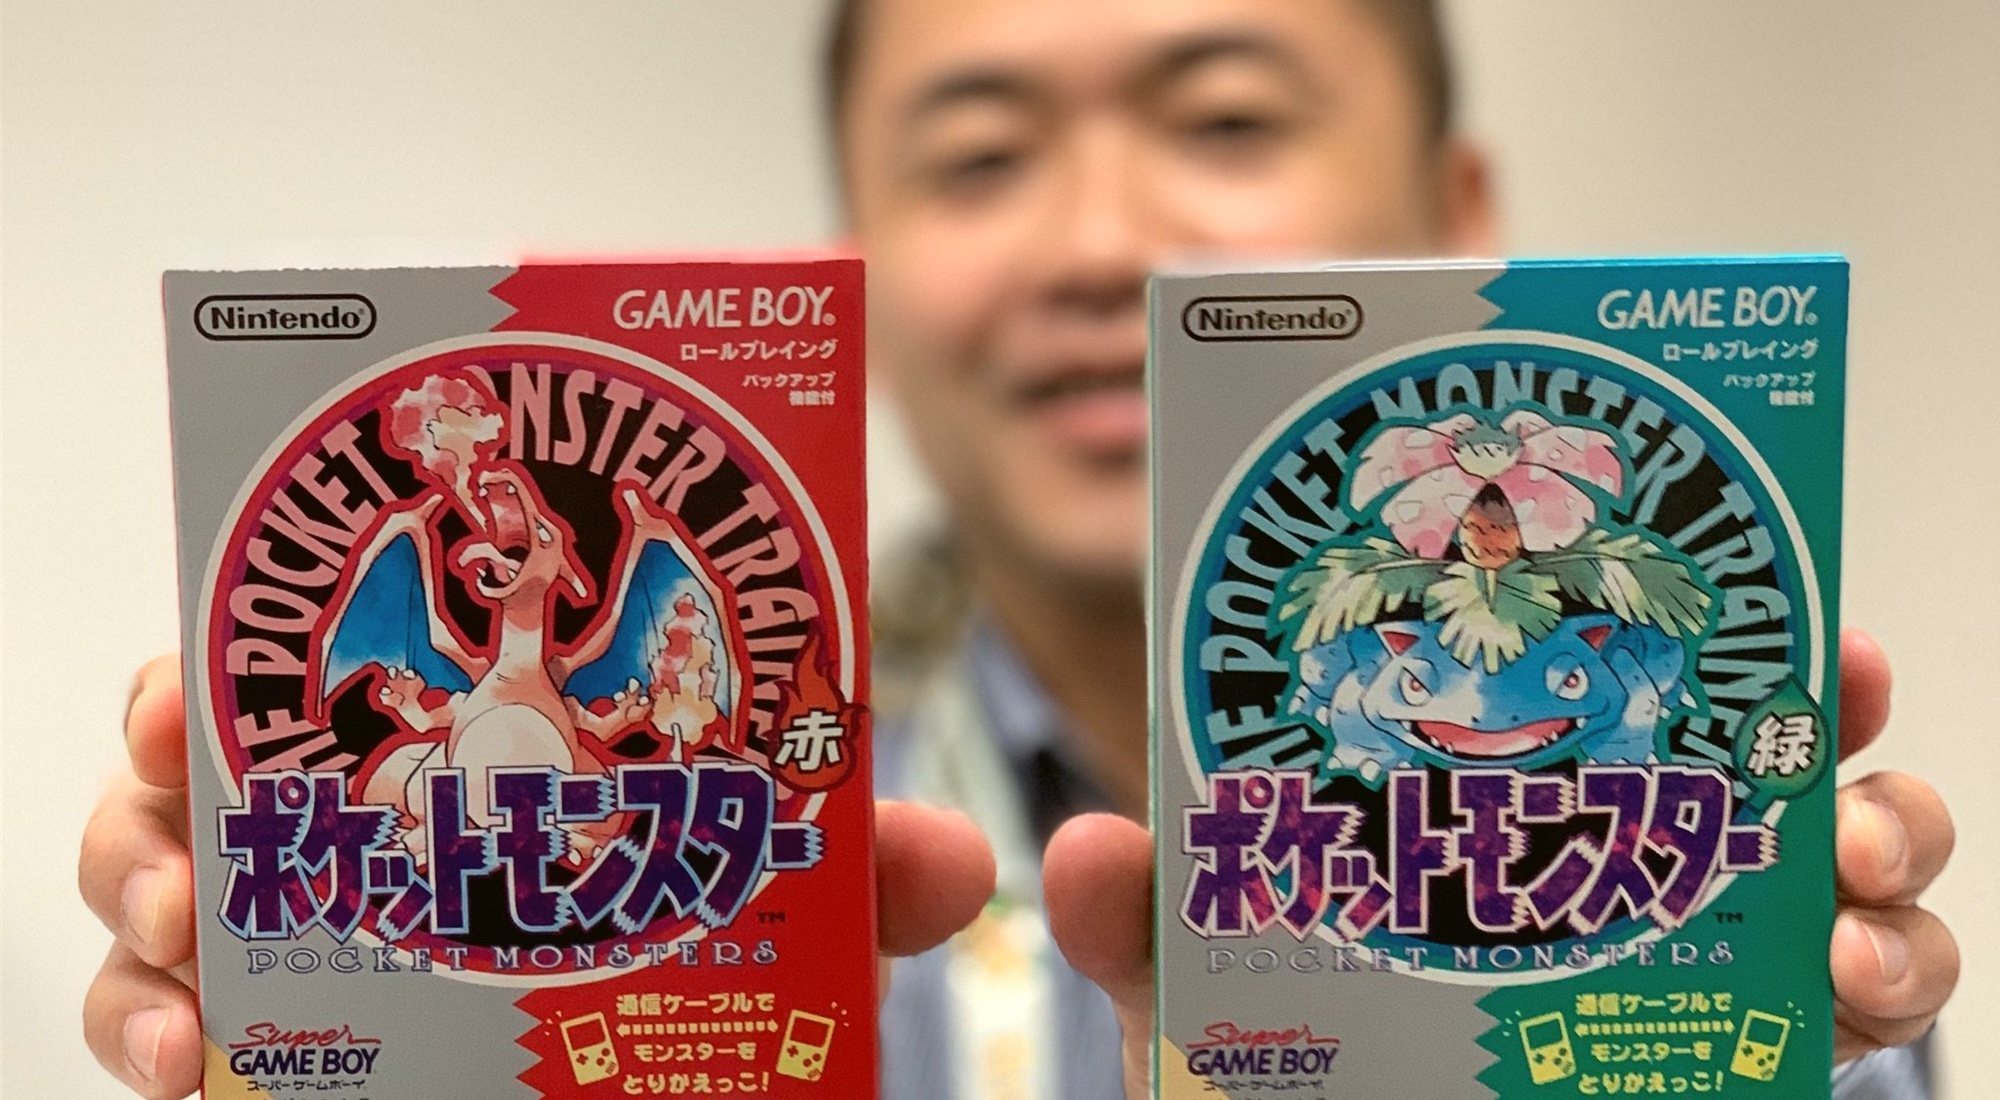 Nintendo®
GAME BOY®
ロールプレイング
バックアップ
機能付
POCKET MONSTER TRAINE
赤
ポケットモンスター
TM
POCKET MONSTERS
通信ケーブルで
モンスターを
とりかえっこ!
Super
GAME BOY
スーパーゲームボーイ
Nintendo®
GAME BOY®
ロールプレイング
バックアップ
機能付
POCKET MONSTER TRAINE
緑
ポケットモンスター
TM
POCKET MONSTERS
通信ケーブルで
モンスターを
とりかえっこ!
Super
GAME BOY
スーパーゲームボーイ